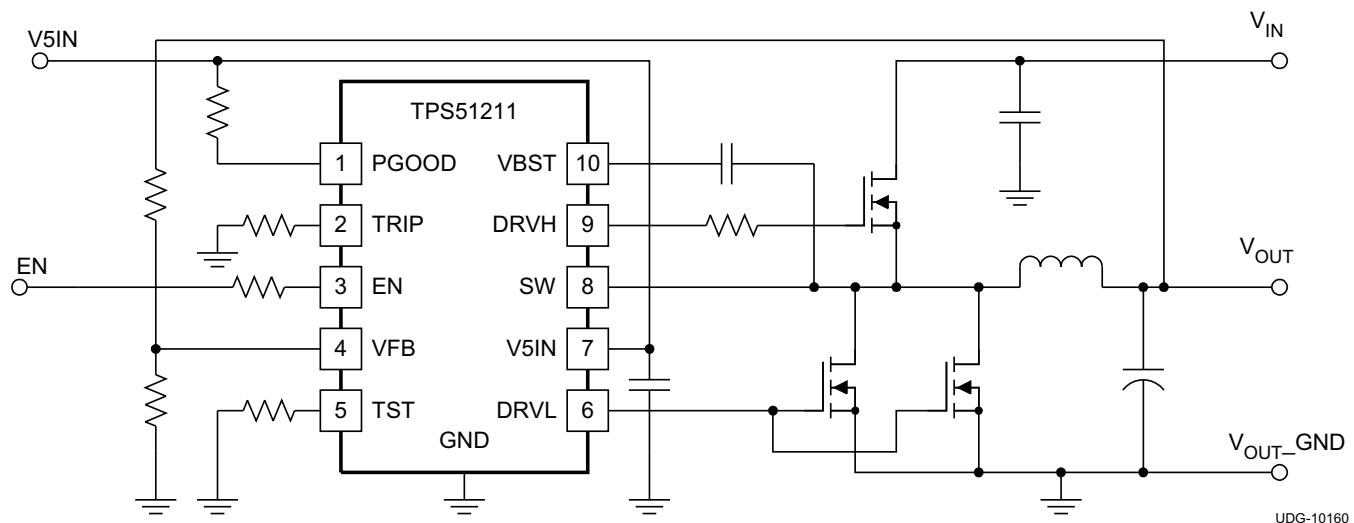 V5IN
V_IN
TPS51211
1 PGOOD
VBST 10
2 TRIP
DRVH 9
EN
3 EN
SW 8
V_OUT
4 VFB
V5IN 7
5 TST
DRVL 6
GND
V_OUT_GND
UDG-10160